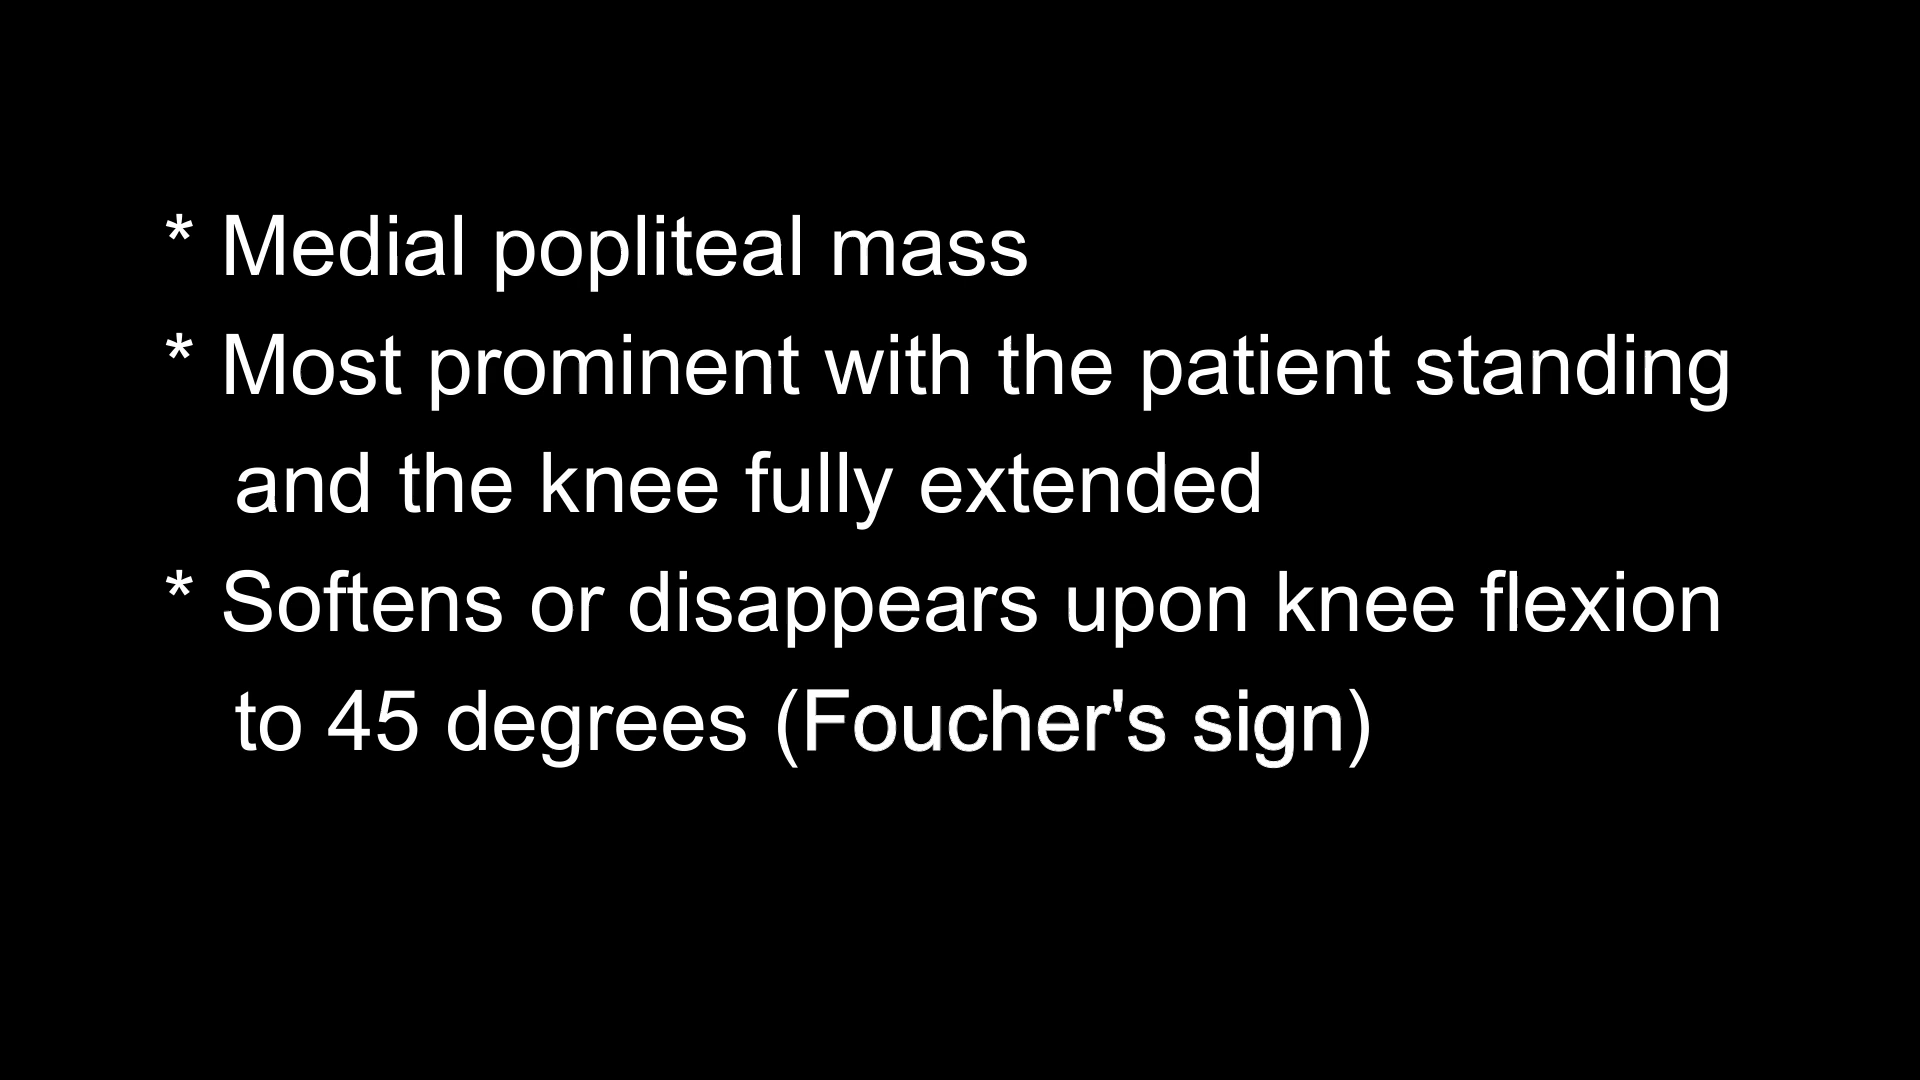 * Medial popliteal mass
* Most prominent with the patient standing
and the knee fully extended
* Softens or disappears upon knee flexion
to 45 degrees (Foucher's sign)